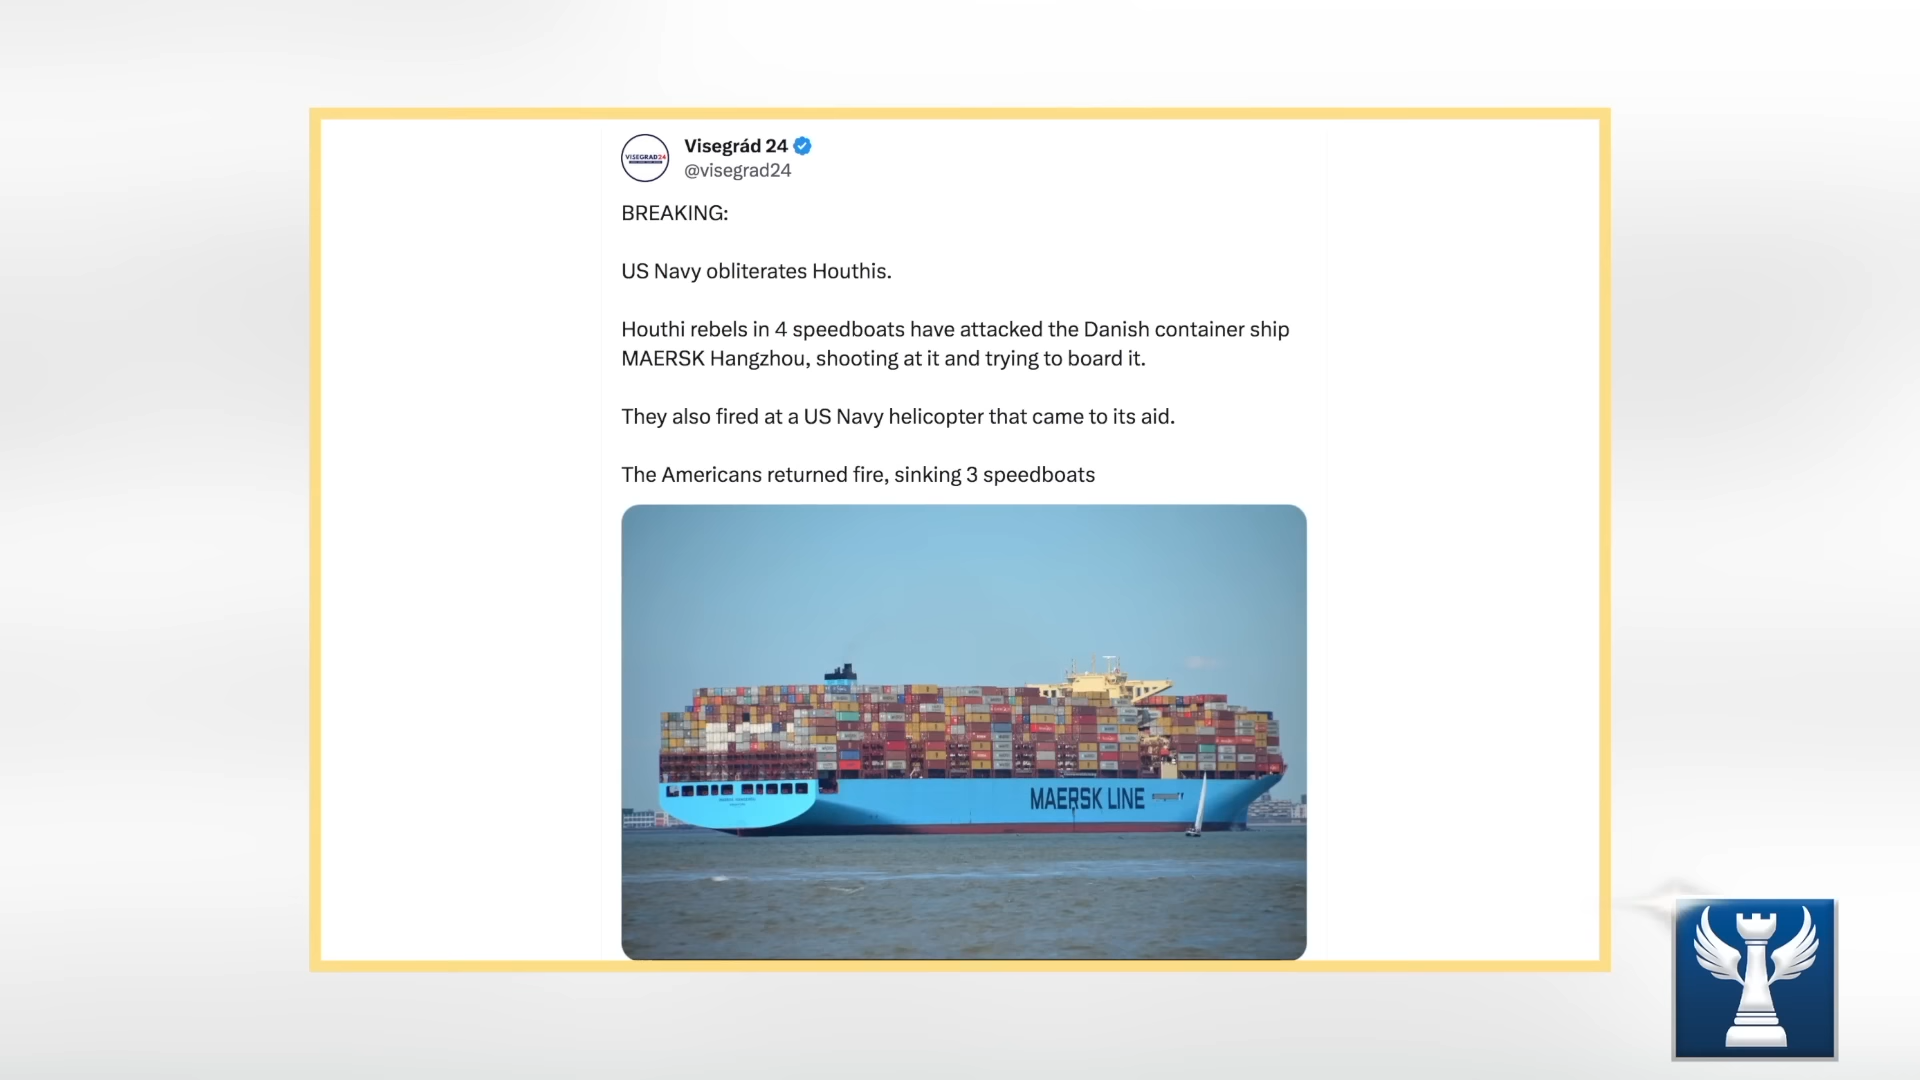 VISEGRAD24
Visegrád 24
@visegrad24
BREAKING:
US Navy obliterates Houthis.
Houthi rebels in 4 speedboats have attacked the Danish container ship
MAERSK Hangzhou, shooting at it and trying to board it.
They also fired at a US Navy helicopter that came to its aid.
The Americans returned fire, sinking 3 speedboats
MAERSK LINE